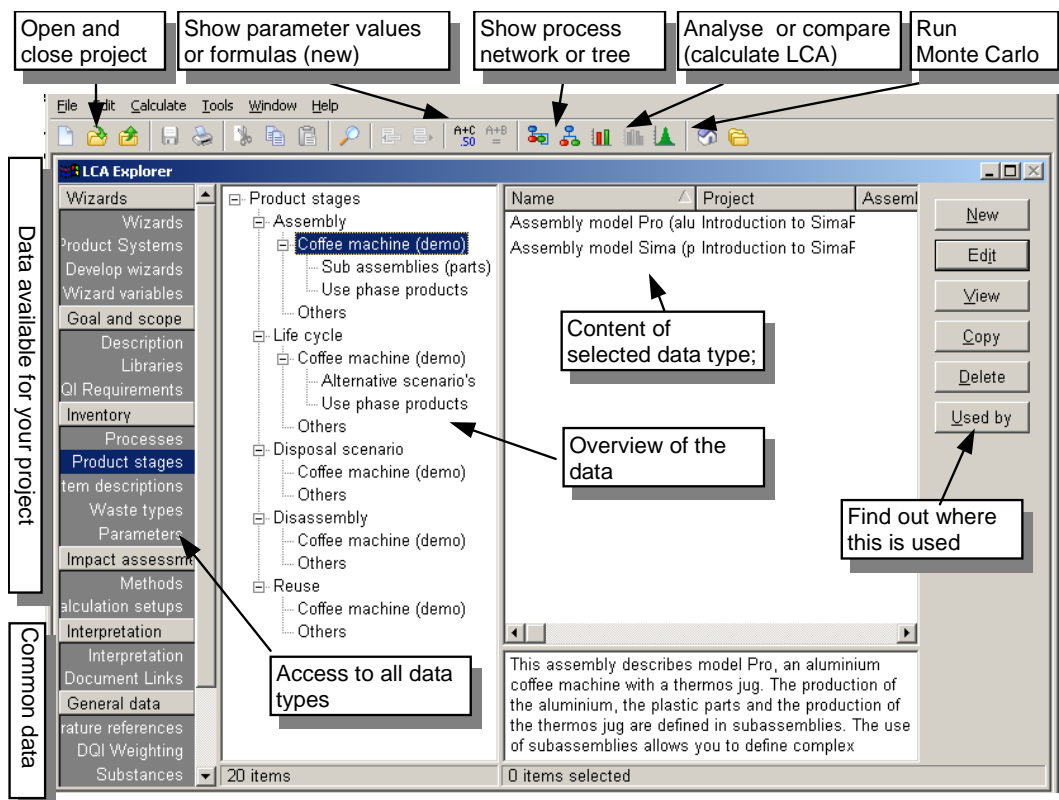 Open and
close project
Show parameter values
or formulas (new)
Show process
network or tree
Analyse or compare
(calculate LCA)
Run
Monte Carlo
File Edit Calculate Tools Window Help
A+C
.50
A+B
=
LCA Explorer
Data available for your project
Common data
Wizards
Wizards
Product Systems
Develop wizards
Wizard variables
Goal and scope
Description
Libraries
QI Requirements
Inventory
Processes
Product stages
tem descriptions
Waste types
Parameters
Impact assessme
Methods
alculation setups
Interpretation
Interpretation
Document Links
General data
rature references
DQI Weighting
Substances
Product stages
Assembly
Coffee machine (demo)
Sub assemblies (parts)
Use phase products
Others
Life cycle
Coffee machine (demo)
Alternative scenario's
Use phase products
Others
Disposal scenario
Coffee machine (demo)
Others
Disassembly
Coffee machine (demo)
Others
Reuse
Coffee machine (demo)
Others
Access to all data
types
Name Project Asseml
Assembly model Pro (alu Introduction to SimaF
Assembly model Sima (p Introduction to SimaF
Content of
selected data type;
Overview of the
data
New
Edit
View
Copy
Delete
Used by
Find out where
this is used
This assembly describes model Pro, an aluminium
coffee machine with a thermos jug. The production of
the aluminium, the plastic parts and the production of
the thermos jug are defined in subassemblies. The use
of subassemblies allows you to define complex
20 items
0 items selected